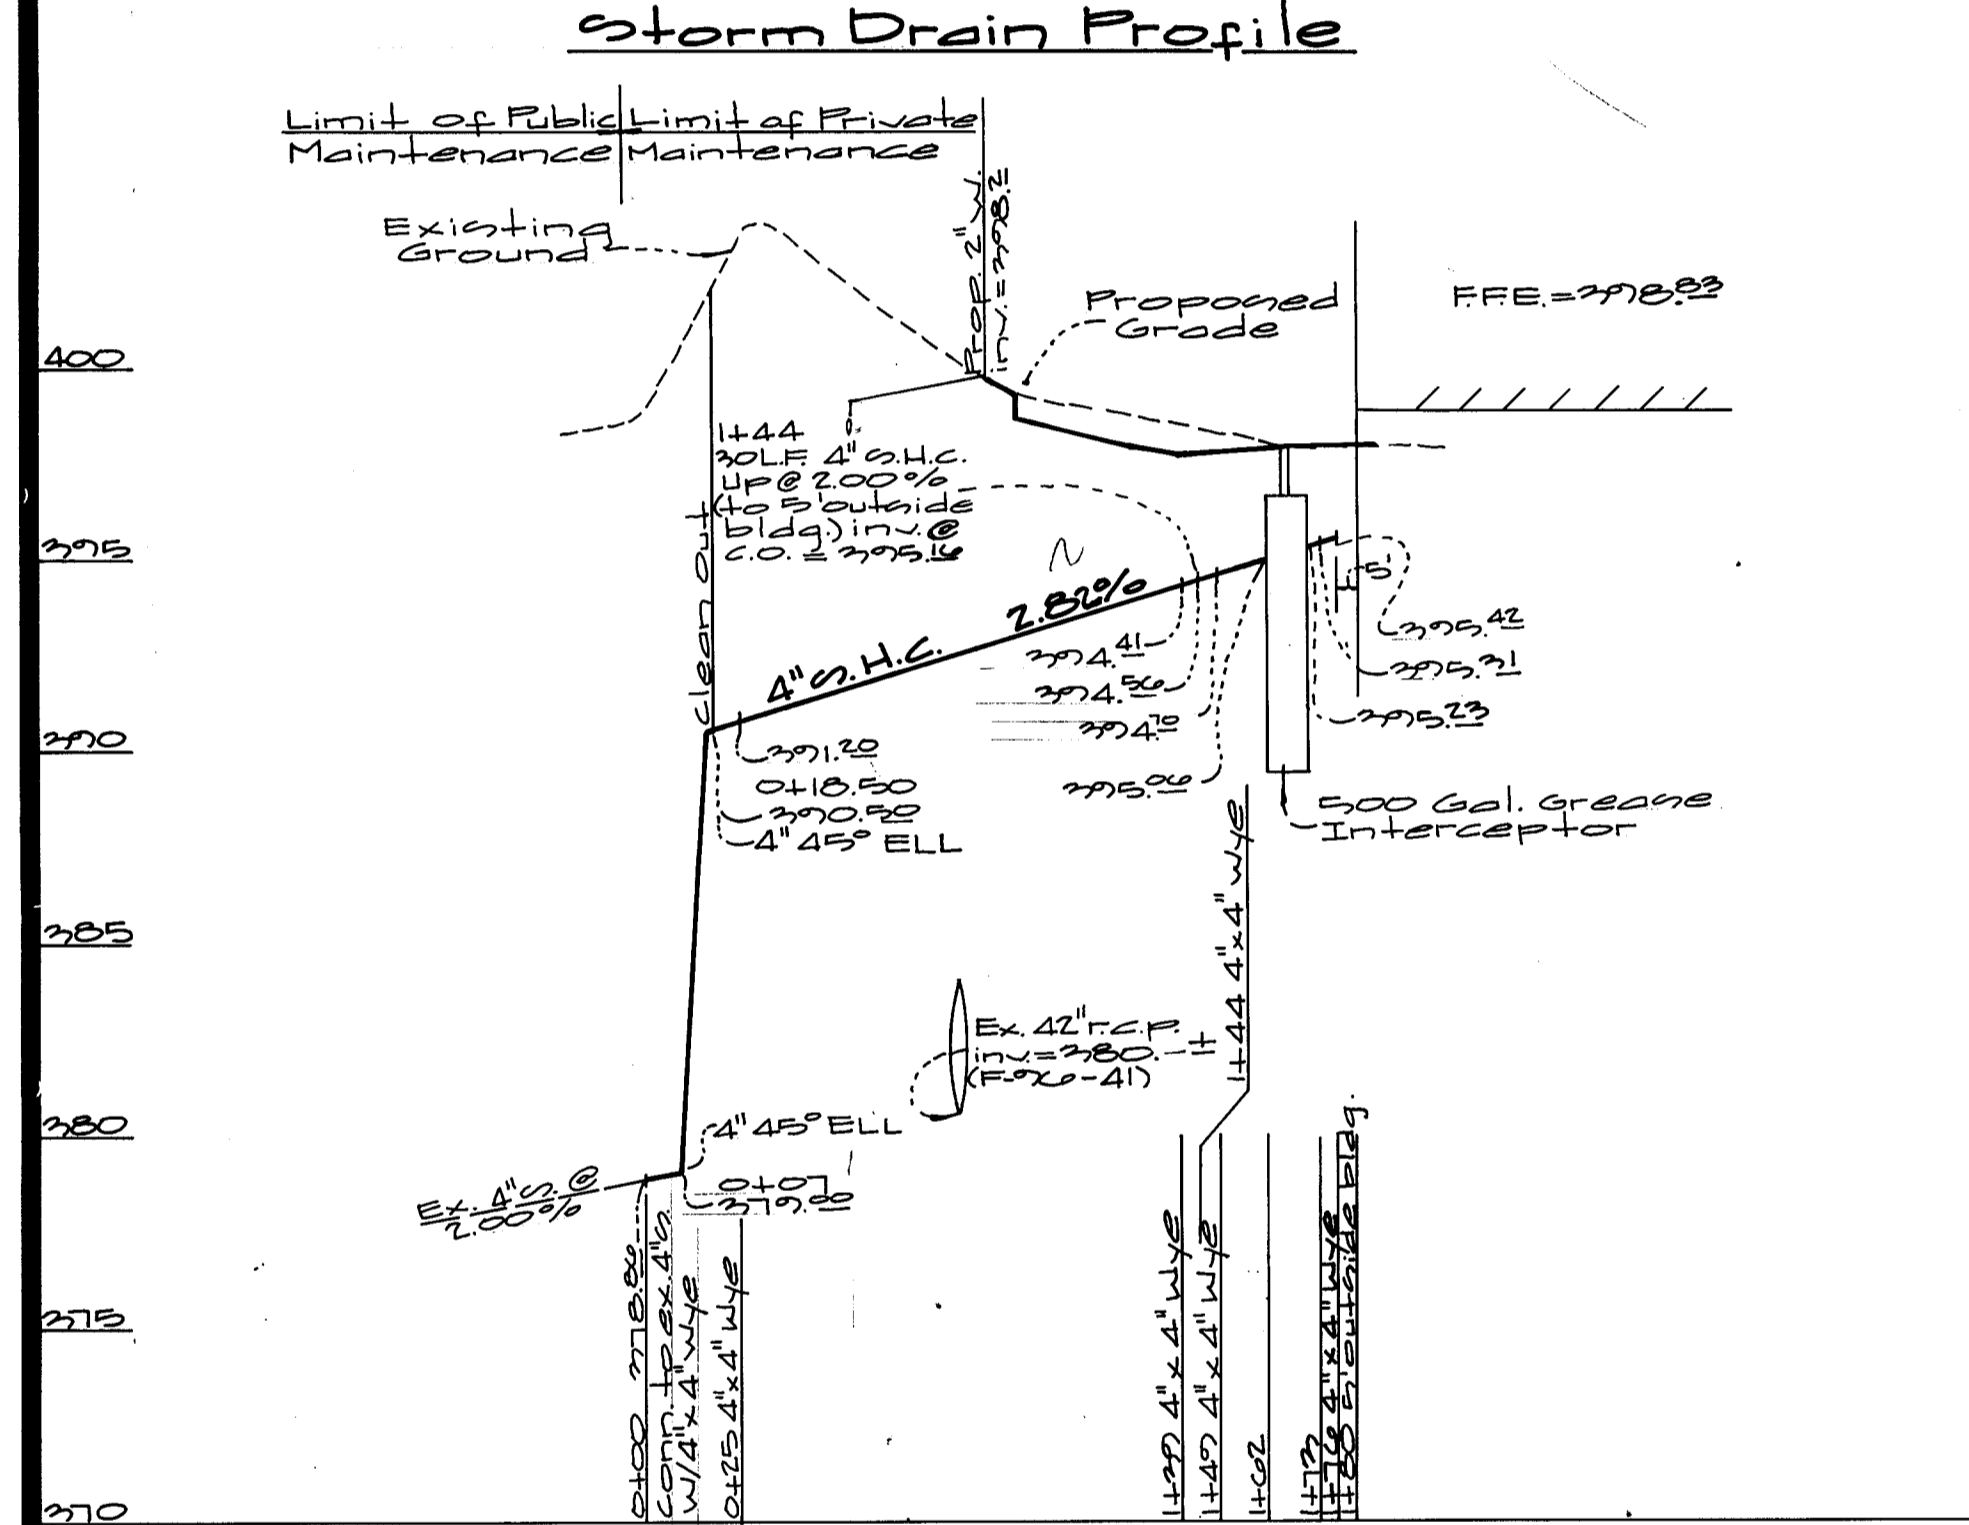 Storm Drain Profile
Limit of Public
Maintenance
Limit of Private
Maintenance
Existing
Ground
Prop. 2" W.
inv. = 398.2
Proposed
Grade
F.F.E. = 398.83
400
395
390
385
380
375
370
Clean Out
1+44
30 L.F. 4" S.H.C.
up @ 2.00%
(to 5' outside
bldg.) inv. @
C.O. = 395.16
4" S.H.C. 2.82%
5'
394.41
394.56
394.70
395.06
395.42
395.31
395.23
391.20
0+18.50
390.50
4" 45° ELL
500 Gal. Grease
Interceptor
1+44 4"x4" Wye
Ex. 42" r.c.p.
inv. = 380.-±
(F-96-41)
4" 45° ELL
0+07
379.00
Ex. 4" S. @
2.00%
0+00 378.86
Conn. to ex. 4" S.
W/4"x4" Wye
0+25 4"x4" Wye
1+39 4"x4" Wye
1+49 4"x4" Wye
1+62
1+73
1+76 4"x4" Wye
1+80 5' outside bldg.